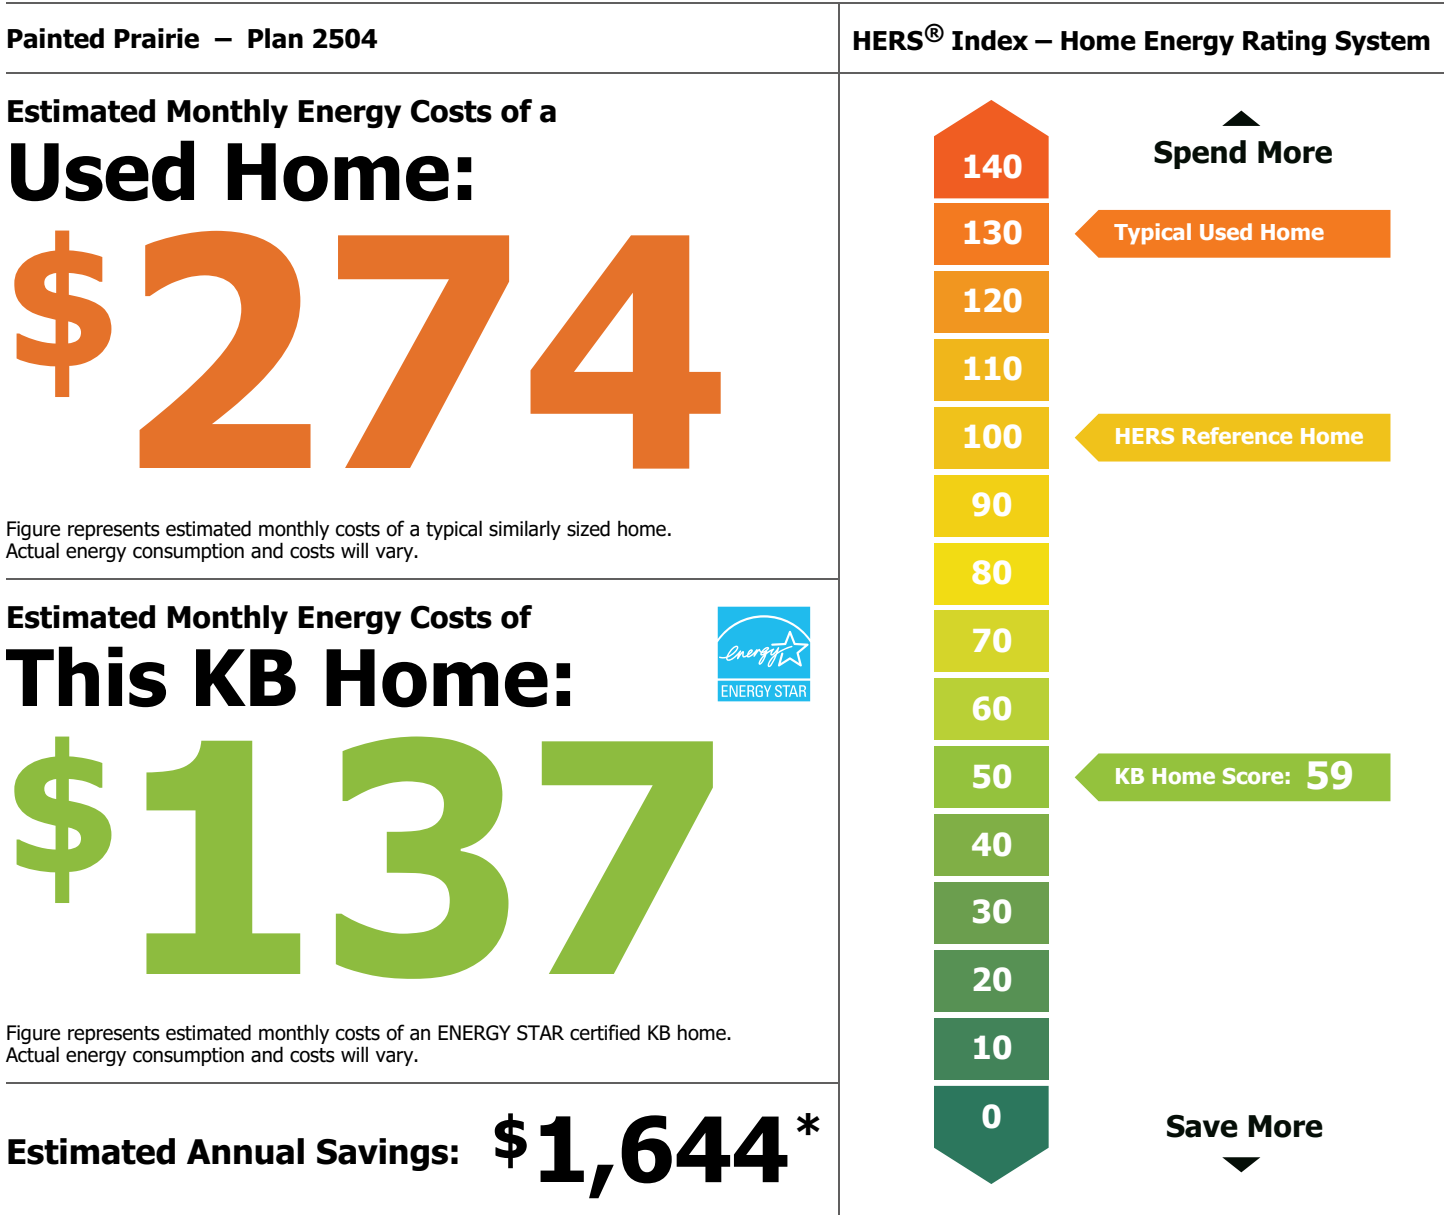 Painted Prairie – Plan 2504
Estimated Monthly Energy Costs of a
Used Home:
$274
Figure represents estimated monthly costs of a typical similarly sized home.
Actual energy consumption and costs will vary.
Estimated Monthly Energy Costs of
This KB Home:
energy
ENERGY STAR
$137
Figure represents estimated monthly costs of an ENERGY STAR certified KB home.
Actual energy consumption and costs will vary.
Estimated Annual Savings: $1,644*
HERS® Index – Home Energy Rating System
Spend More
140
130 Typical Used Home
120
110
100 HERS Reference Home
90
80
70
60
50 KB Home Score: 59
40
30
20
10
0
Save More